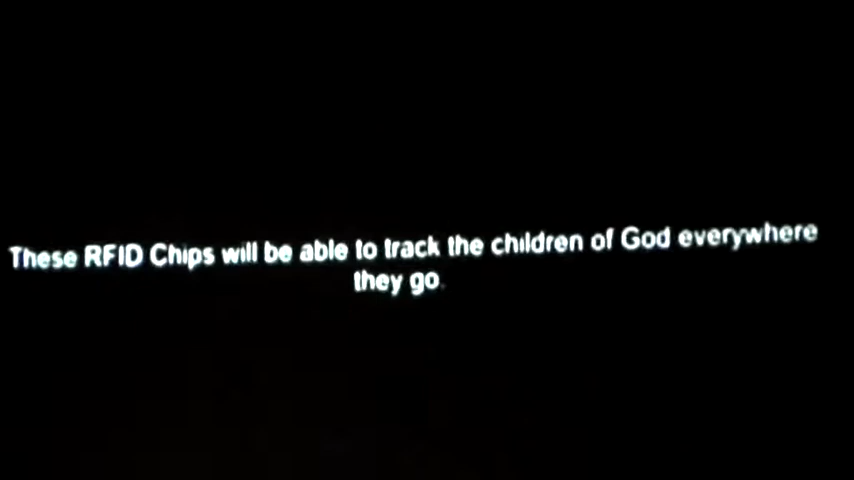 These RFID Chips will be able to track the children of God everywhere
they go.